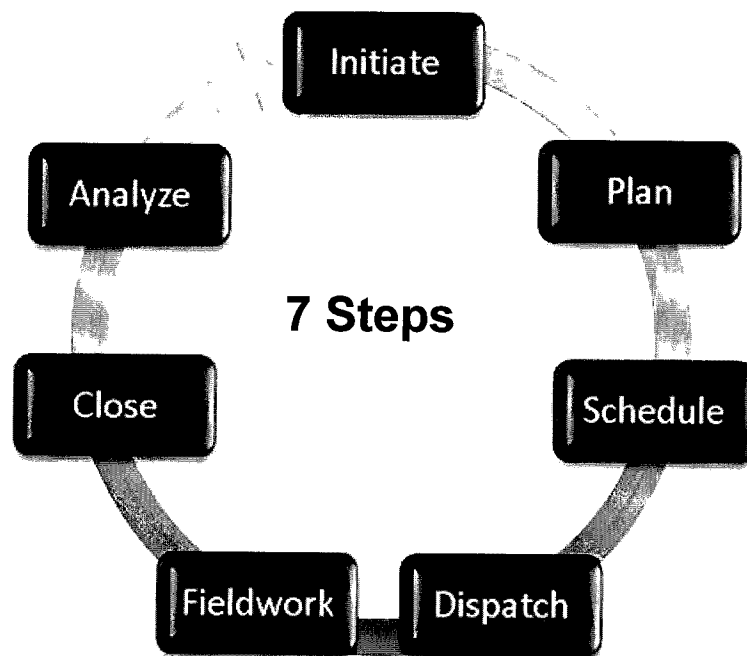 Initiate
Plan
Schedule
Dispatch
Fieldwork
Close
Analyze
7 Steps